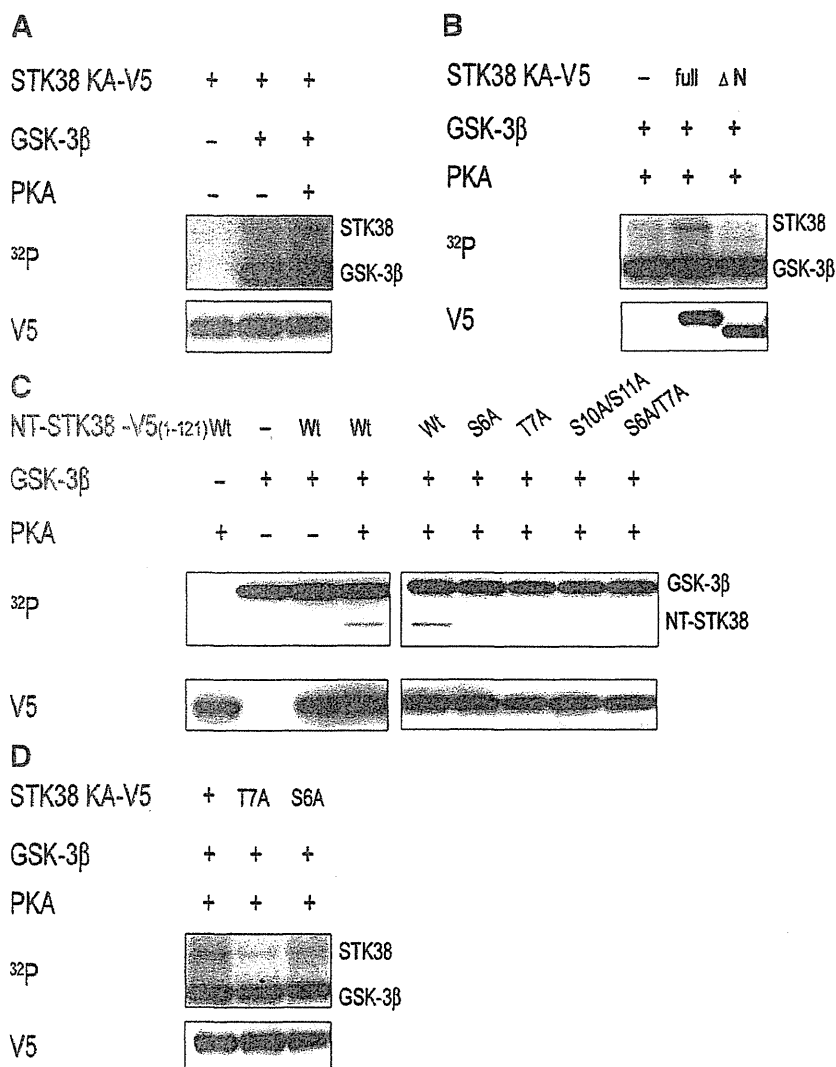 A
STK38 KA-V5 + + +
GSK-3β - + +
PKA - - +
32P STK38
GSK-3β
V5
B
STK38 KA-V5 - full ΔN
GSK-3β + + +
PKA + + +
32P STK38
GSK-3β
V5
C
NT-STK38 -V5(1-121) Wt - Wt Wt Wt S6A T7A S10A/S11A S6A/T7A
GSK-3β - + + + + + + + +
PKA + - - + + + + + +
32P GSK-3β
NT-STK38
V5
D
STK38 KA-V5 + T7A S6A
GSK-3β + + +
PKA + + +
32P STK38
GSK-3β
V5